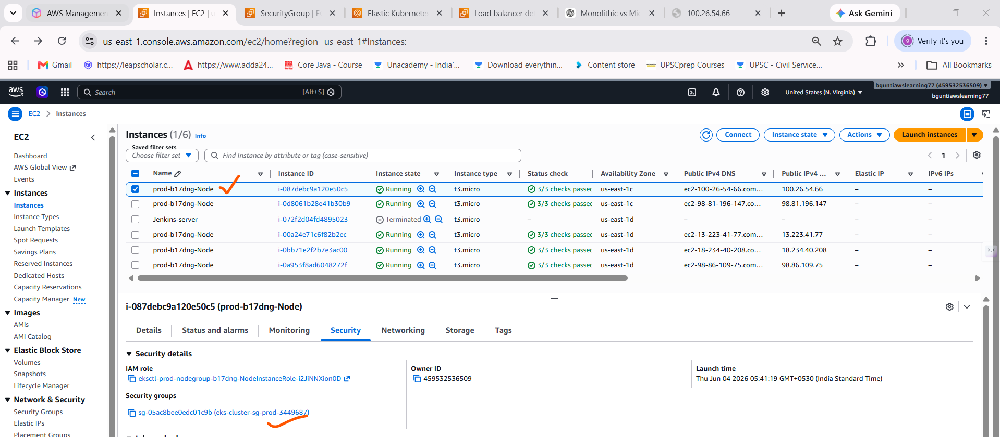 AWS Managemen
Instances | EC2 | u
SecurityGroup | E
Elastic Kubernete
Load balancer de
Monolithic vs Mi
100.26.54.66
Ask Gemini
us-east-1.console.aws.amazon.com/ec2/home?region=us-east-1#Instances:
g
Verify it's you
Gmail
https://leapscholar.c...
https://www.adda24...
Core Java - Course
Unacademy - India'...
Download everythin...
Content store
UPSCprep Courses
UPSC - Civil Service...
All Bookmarks
aws
Search
[Alt+S]
United States (N. Virginia)
bguntiawslearning77 (459532536509)
bguntiawslearning77
EC2
Instances
EC2
Dashboard
AWS Global View
Events
Instances
Instances
Instance Types
Launch Templates
Spot Requests
Savings Plans
Reserved Instances
Dedicated Hosts
Capacity Reservations
Capacity Manager New
Images
AMIs
AMI Catalog
Elastic Block Store
Volumes
Snapshots
Lifecycle Manager
Network & Security
Security Groups
Elastic IPs
Placement Groups
Instances (1/6) Info
Connect
Instance state
Actions
Launch instances
Saved filter sets
Choose filter set
Find Instance by attribute or tag (case-sensitive)
1
Name Instance ID Instance state Instance type Status check Availability Zone Public IPv4 DNS Public IPv4 ... Elastic IP IPv6 IPs
prod-b17dng-Node i-087debc9a120e50c5 Running t3.micro 3/3 checks passec us-east-1c ec2-100-26-54-66.com... 100.26.54.66 – –
prod-b17dng-Node i-0d8061b28e41b30b9 Running t3.micro 3/3 checks passec us-east-1c ec2-98-81-196-147.co... 98.81.196.147 – –
Jenkins-server i-072f2d04fd4895023 Terminated t3.micro – us-east-1d – – – –
prod-b17dng-Node i-00a24e71c6f82b2ec Running t3.micro 3/3 checks passec us-east-1d ec2-13-223-41-77.com... 13.223.41.77 – –
prod-b17dng-Node i-0bb71e2f2b7e3ac00 Running t3.micro 3/3 checks passec us-east-1d ec2-18-234-40-208.co... 18.234.40.208 – –
prod-b17dng-Node i-0a953f8ad6048272f Running t3.micro 3/3 checks passec us-east-1d ec2-98-86-109-75.com... 98.86.109.75 – –
i-087debc9a120e50c5 (prod-b17dng-Node)
Details
Status and alarms
Monitoring
Security
Networking
Storage
Tags
Security details
IAM role
eksctl-prod-nodegroup-b17dng-NodeInstanceRole-i2JiNNXion0D
Owner ID
459532536509
Launch time
Thu Jun 04 2026 05:41:19 GMT+0530 (India Standard Time)
Security groups
sg-05ac8bee0edc01c9b (eks-cluster-sg-prod-3449687)